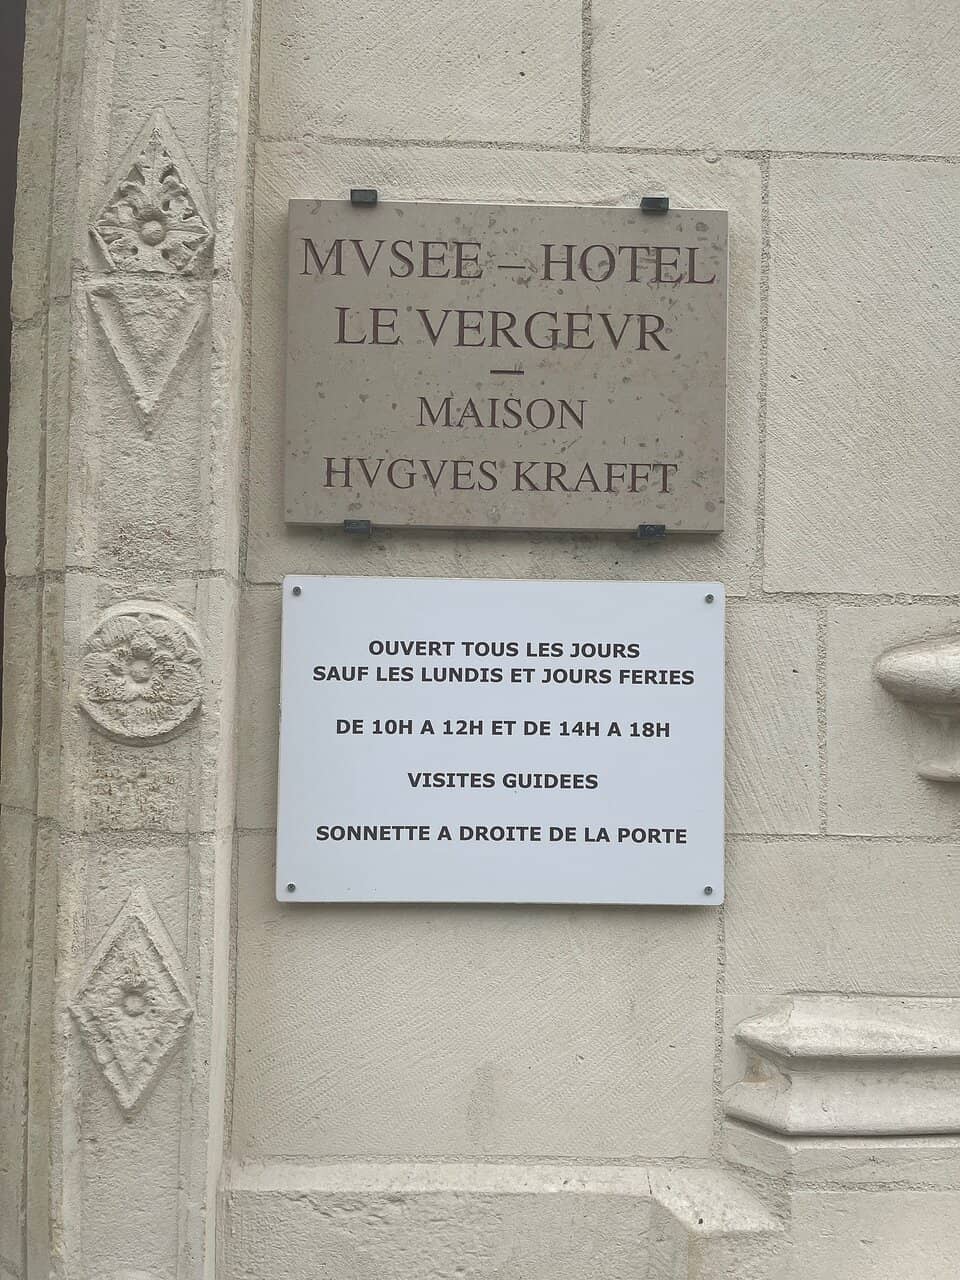 MVSEE – HOTEL
LE VERGEVR
–
MAISON
HVGVES KRAFFT
OUVERT TOUS LES JOURS
SAUF LES LUNDIS ET JOURS FERIES
DE 10H A 12H ET DE 14H A 18H
VISITES GUIDEES
SONNETTE A DROITE DE LA PORTE